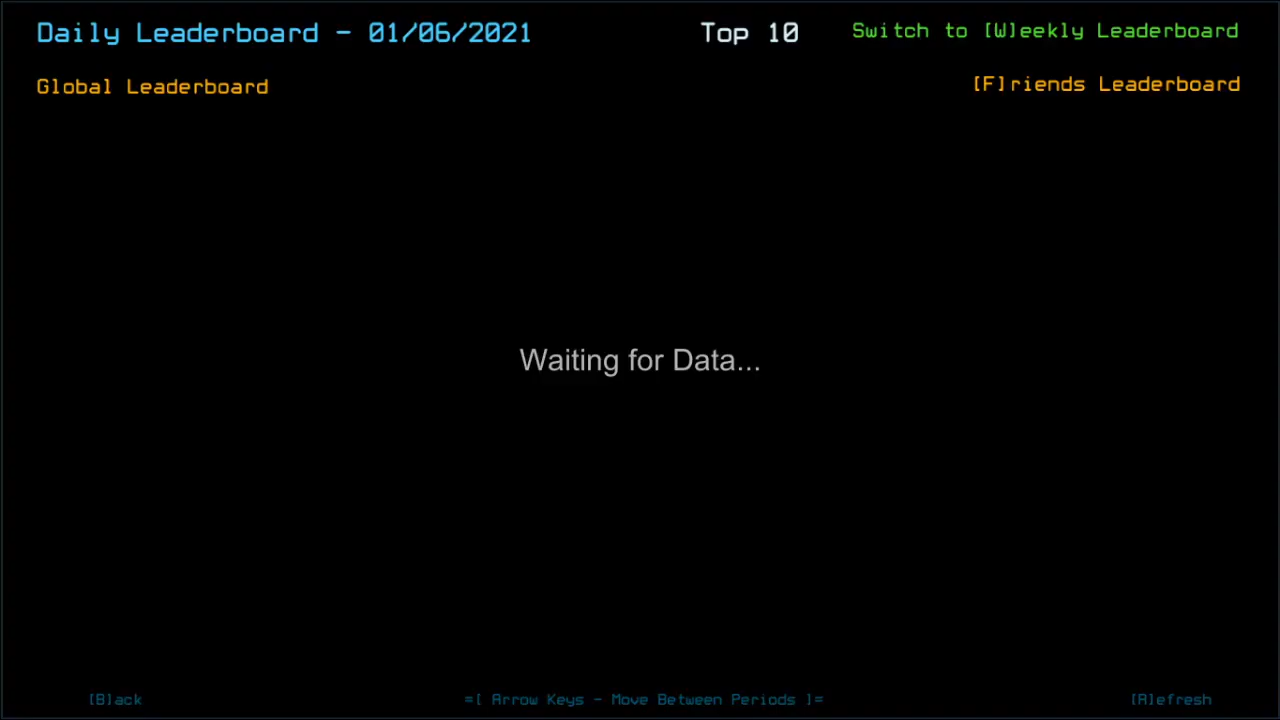 Daily Leaderboard - 01/06/2021 Top 10 Switch to [W]eekly Leaderboard
Global Leaderboard [F]riends Leaderboard
Waiting for Data...
[B]ack =[ Arrow Keys - Move Between Periods ]= [R]efresh